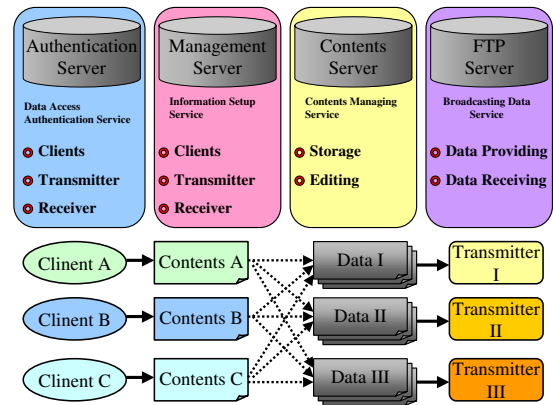 Authentication
Server
Data Access
Authentication Service
Clients
Transmitter
Receiver
Management
Server
Information Setup
Service
Clients
Transmitter
Receiver
Contents
Server
Contents Managing
Service
Storage
Editing
FTP
Server
Broadcasting Data
Service
Data Providing
Data Receiving
Clinent A
Contents A
Data I
Transmitter
I
Clinent B
Contents B
Data II
Transmitter
II
Clinent C
Contents C
Data III
Transmitter
III